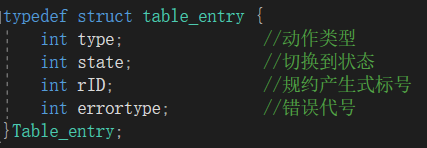 typedef struct table_entry {
int type; //动作类型
int state; //切换到状态
int rID; //规约产生式标号
int errortype; //错误代号
}Table_entry;